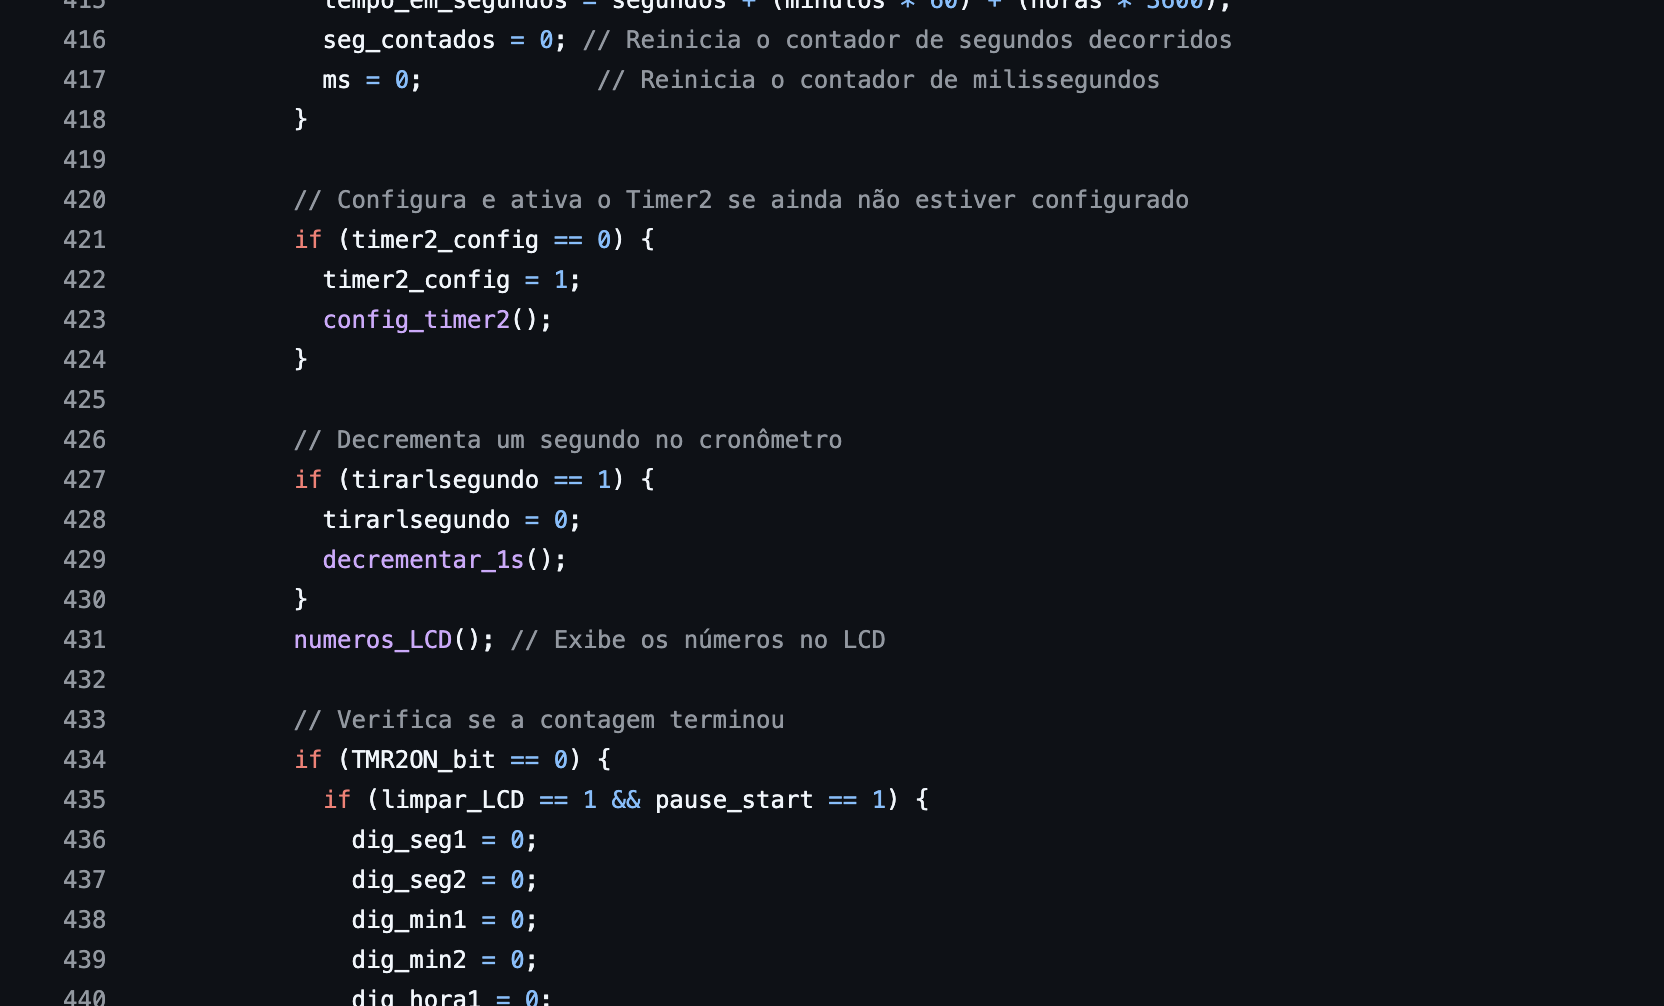 415 tempo_em_segundos = segundos + (minutos * 60) + (horas * 3600);
416 seg_contados = 0; // Reinicia o contador de segundos decorridos
417 ms = 0;            // Reinicia o contador de milissegundos
418 }
419
420 // Configura e ativa o Timer2 se ainda não estiver configurado
421 if (timer2_config == 0) {
422 timer2_config = 1;
423 config_timer2();
424 }
425
426 // Decrementa um segundo no cronômetro
427 if (tirarlsegundo == 1) {
428 tirarlsegundo = 0;
429 decrementar_1s();
430 }
431 numeros_LCD(); // Exibe os números no LCD
432
433 // Verifica se a contagem terminou
434 if (TMR2ON_bit == 0) {
435 if (limpar_LCD == 1 && pause_start == 1) {
436 dig_seg1 = 0;
437 dig_seg2 = 0;
438 dig_min1 = 0;
439 dig_min2 = 0;
440 dig_hora1 = 0;